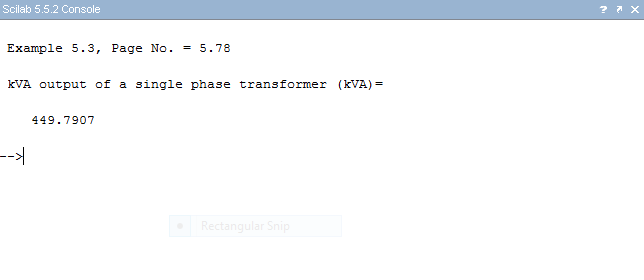 Scilab 5.5.2 Console
Example 5.3, Page No. = 5.78
kVA output of a single phase transformer (kVA)=
449.7907
-->
Rectangular Snip